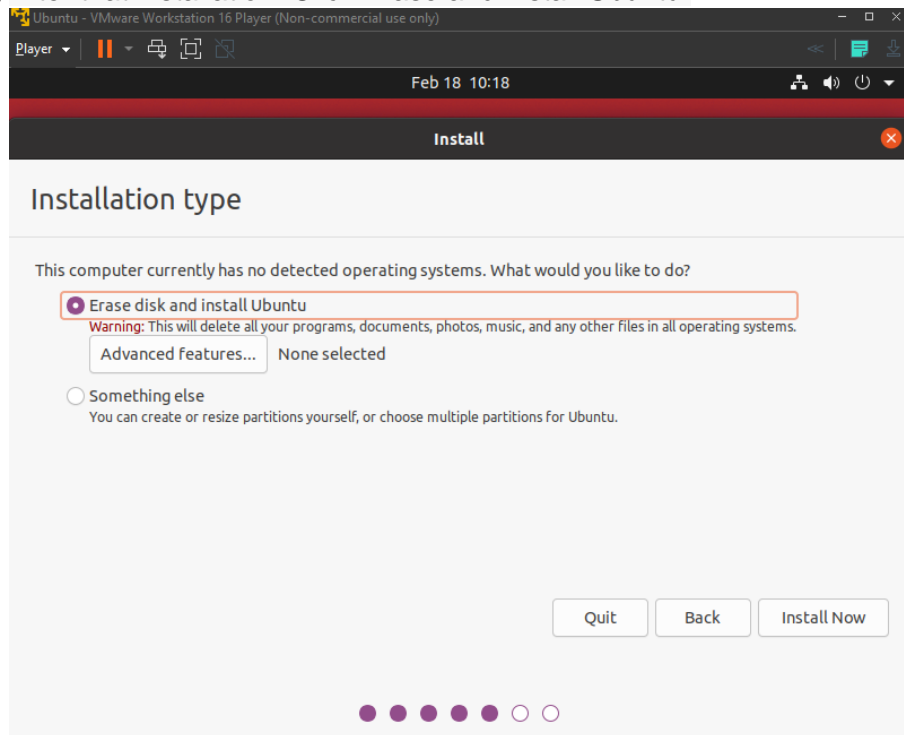 Ubuntu - VMware Workstation 16 Player (Non-commercial use only)
Player
Feb 18 10:18
Install
Installation type
This computer currently has no detected operating systems. What would you like to do?
Erase disk and install Ubuntu
Warning: This will delete all your programs, documents, photos, music, and any other files in all operating systems.
Advanced features... None selected
Something else
You can create or resize partitions yourself, or choose multiple partitions for Ubuntu.
Quit Back Install Now